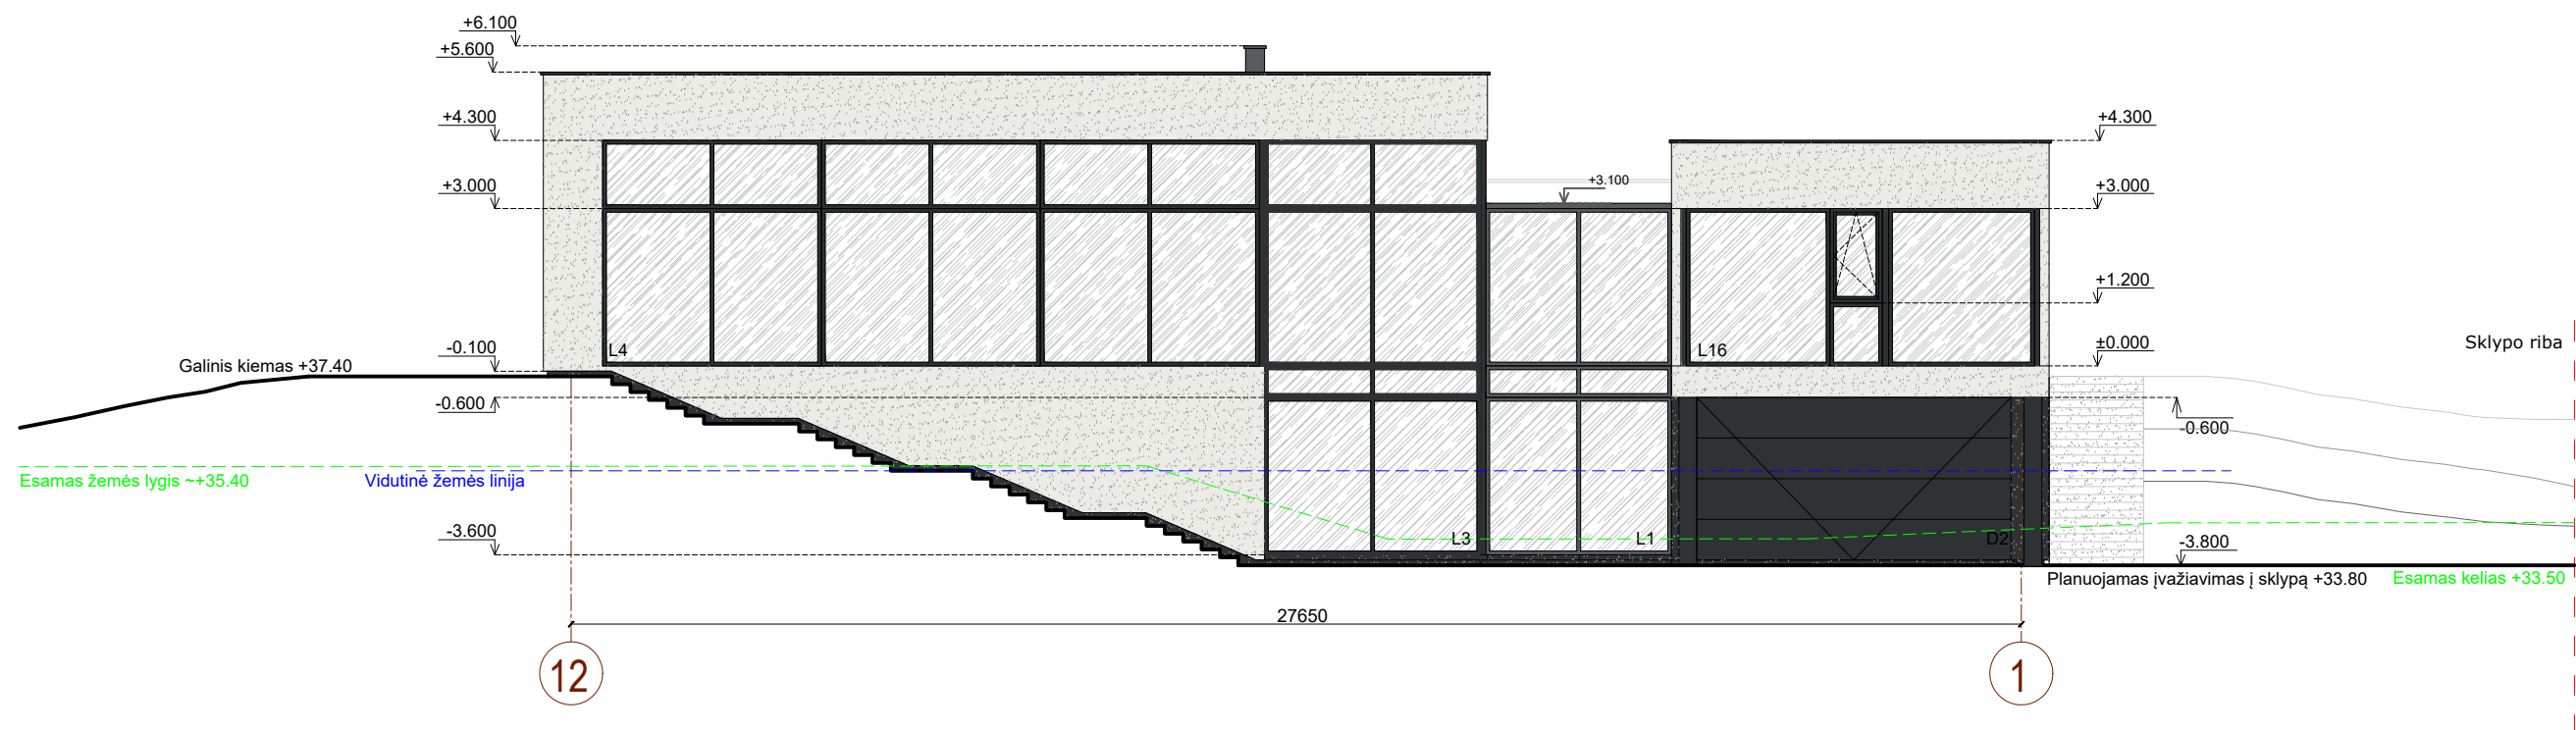 +6.100
+5.600
+4.300
+4.300
+3.000
+3.100
+3.000
+1.200
Sklypo riba
-0.100
L4
L16
±0.000
Galinis kiemas +37.40
-0.600
-0.600
Esamas žemės lygis ~+35.40
Vidutinė žemės linija
-3.600
L3
L1
D2
-3.800
Planuojamas įvažiavimas į sklypą +33.80
Esamas kelias +33.50
27650
12
1